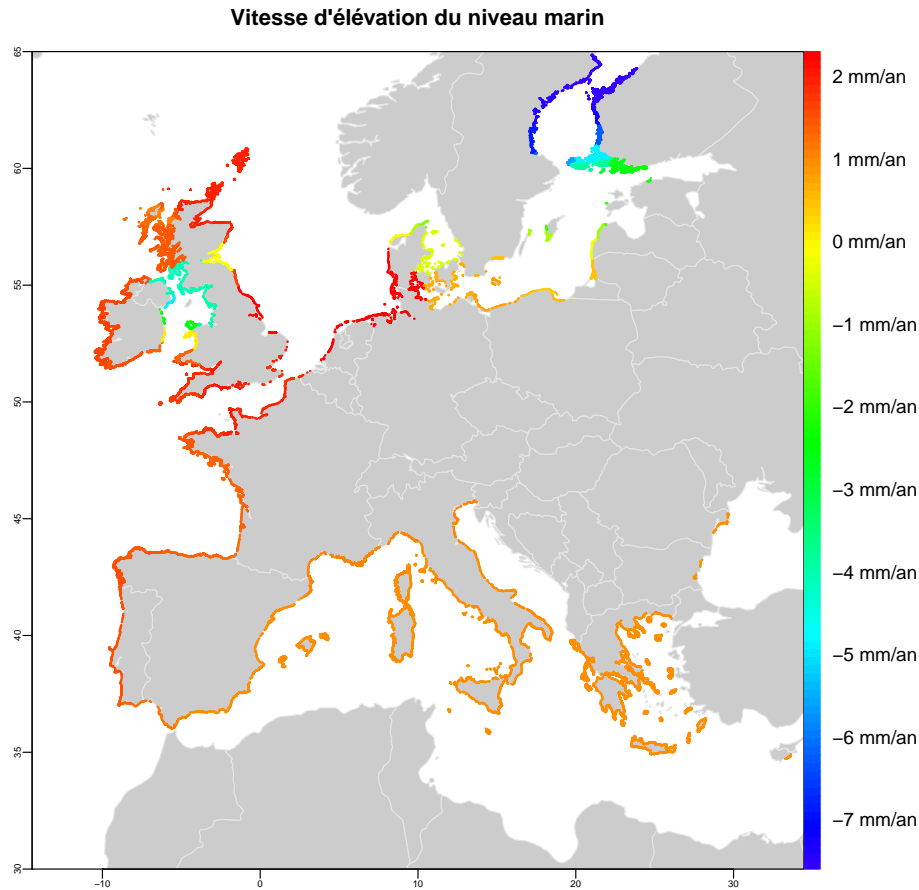 Vitesse d'élévation du niveau marin
65
60
55
50
45
40
35
30
−10
0
10
20
30
2 mm/an
1 mm/an
0 mm/an
−1 mm/an
−2 mm/an
−3 mm/an
−4 mm/an
−5 mm/an
−6 mm/an
−7 mm/an